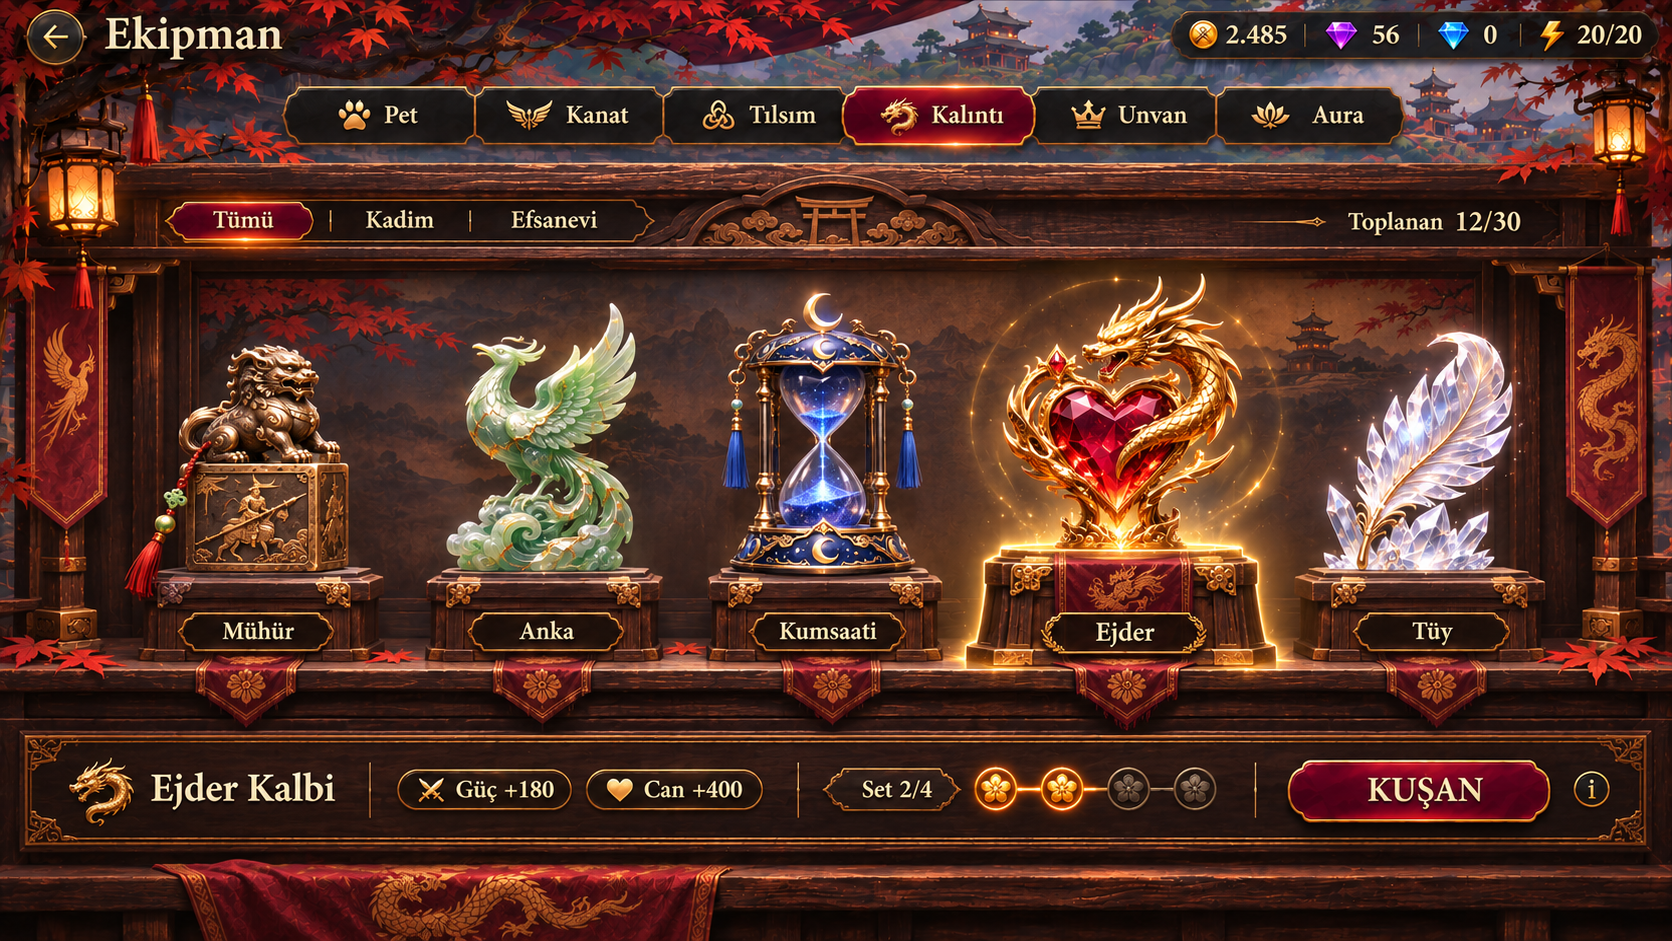 Ekipman
2.485
56
0
20/20
Pet
Kanat
Tılsım
Kalıntı
Unvan
Aura
Tümü
Kadim
Efsanevi
Toplanan 12/30
Mühür
Anka
Kumsaati
Ejder
Tüy
Ejder Kalbi
Güç +180
Can +400
Set 2/4
KUŞAN
i